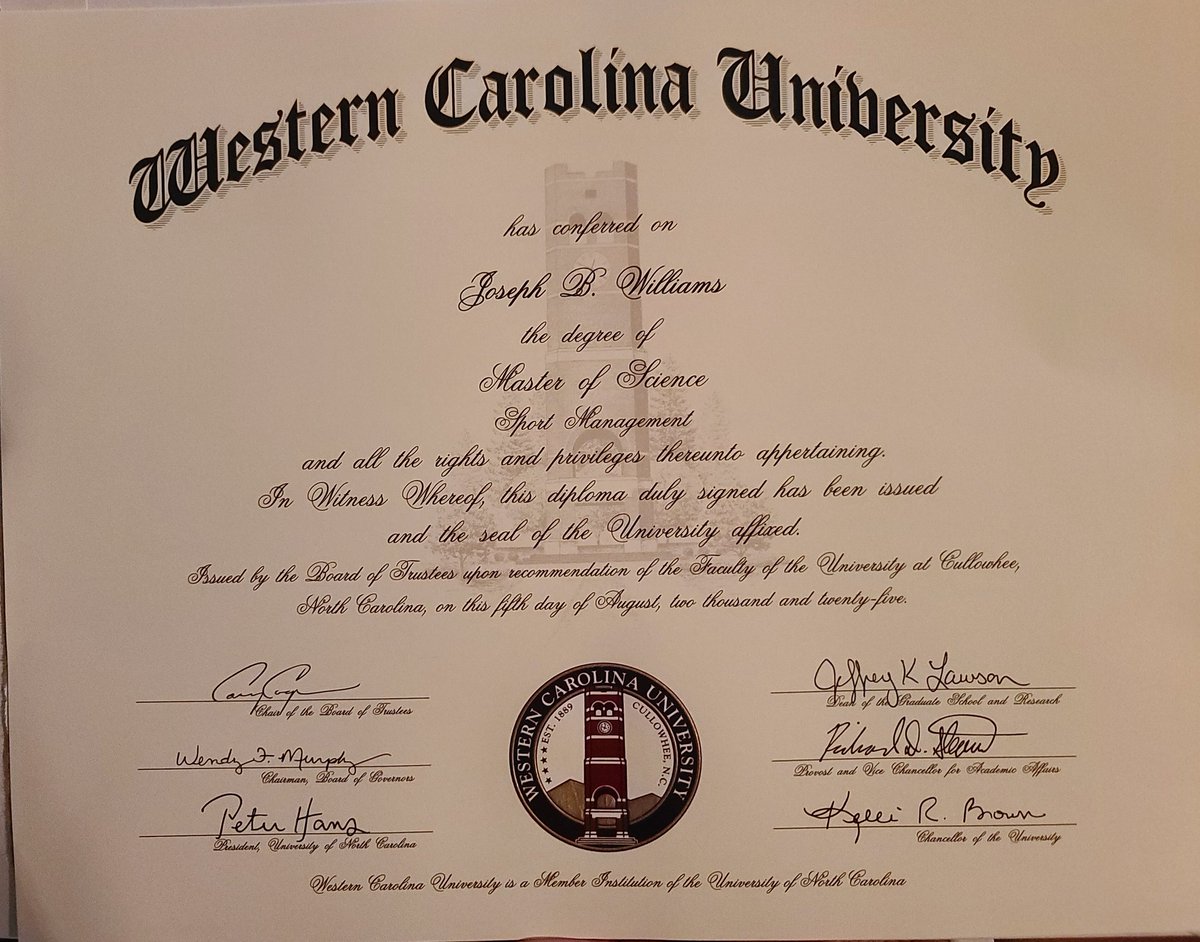 Western Carolina University
has conferred on
Joseph B. Williams
the degree of
Master of Science
Sport Management
and all the rights and privileges thereunto appertaining.
In Witness Whereof, this diploma duly signed has been issued
and the seal of the University affixed.
Issued by the Board of Trustees upon recommendation of the Faculty of the University at Cullowhee,
North Carolina, on this fifth day of August, two thousand and twenty-five.
Chair of the Board of Trustees
Wendy F. Murphy
Chairman, Board of Governors
Peter Hans
President, University of North Carolina
WESTERN CAROLINA UNIVERSITY
EST. 1889
CULLOWHEE, N.C.
Jeffrey K Lawson
Dean of the Graduate School and Research
Richard D.
Provost and Vice Chancellor for Academic Affairs
Kelli R. Brown
Chancellor of the University
Western Carolina University is a Member Institution of the University of North Carolina